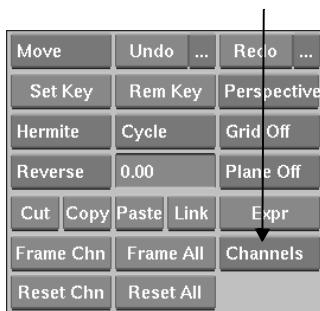 Move Undo ... Redo ...
Set Key Rem Key Perspective
Hermite Cycle Grid Off
Reverse 0.00 Plane Off
Cut Copy Paste Link Expr
Frame Chn Frame All Channels
Reset Chn Reset All